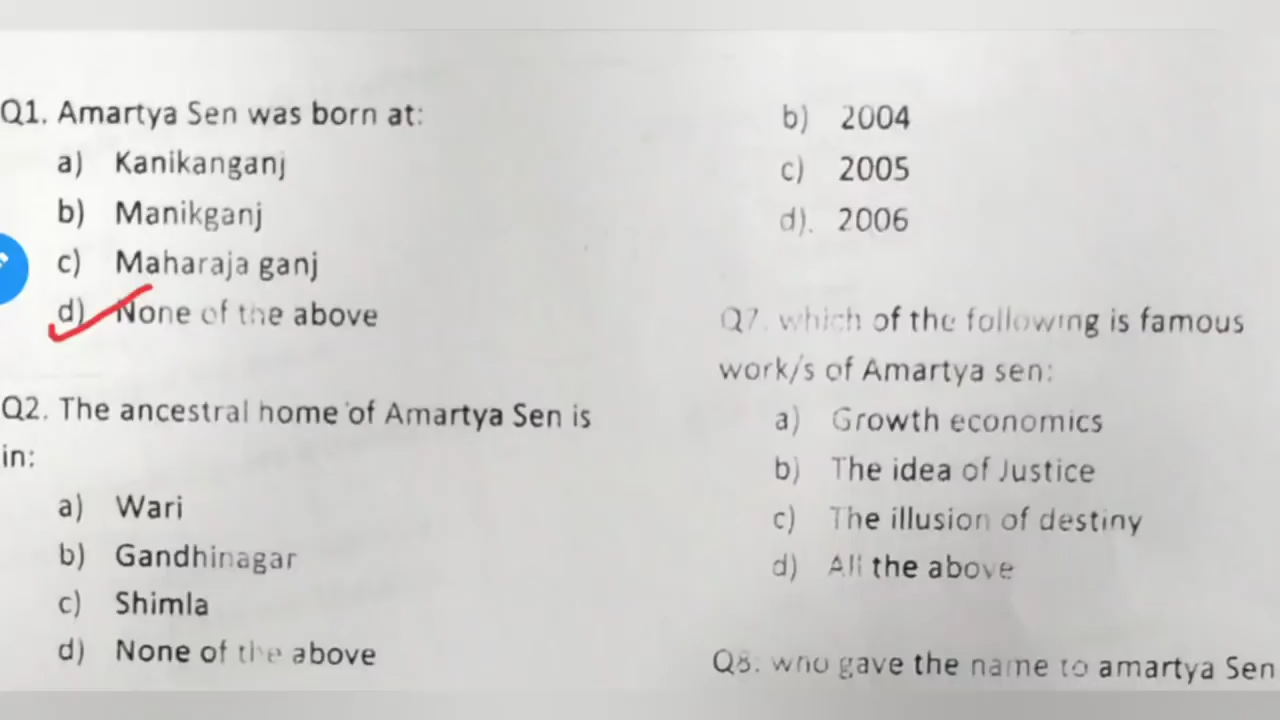 Q1. Amartya Sen was born at:
a) Kanikanganj
b) Manikganj
c) Maharaja ganj
d) None of the above
Q2. The ancestral home of Amartya Sen is
in:
a) Wari
b) Gandhinagar
c) Shimla
d) None of the above
b) 2004
c) 2005
d). 2006
Q7. which of the following is famous
work/s of Amartya sen:
a) Growth economics
b) The idea of Justice
c) The illusion of destiny
d) All the above
Q8. who gave the name to amartya Sen